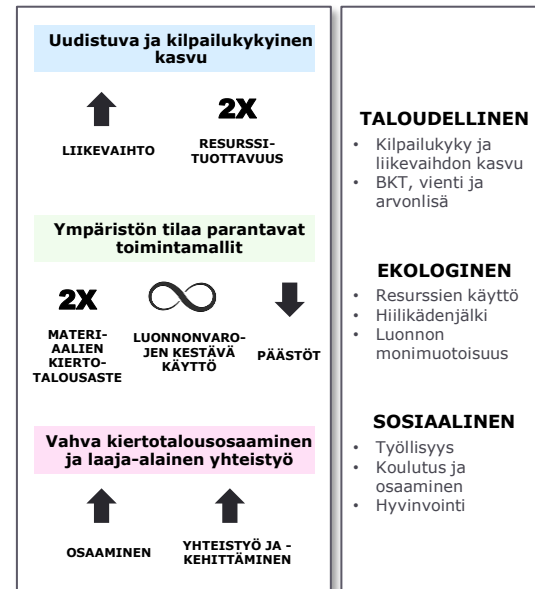 Uudistuva ja kilpailukykyinen
kasvu
2X
LIIKEVAIHTO
RESURSSI-
TUOTTAVUUS
Ympäristön tilaa parantavat
toimintamallit
2X
MATERI-
AALIEN
KIERTO-
TALOUSASTE
LUONNONVARO-
JEN KESTÄVÄ
KÄYTTÖ
PÄÄSTÖT
Vahva kiertotalousosaaminen
ja laaja-alainen yhteistyö
OSAAMINEN
YHTEISTYÖ JA -
KEHITTÄMINEN
TALOUDELLINEN
• Kilpailukyky ja
liikevaihdon kasvu
• BKT, vienti ja
arvonlisä
EKOLOGINEN
• Resurssien käyttö
• Hiilikädenjälki
• Luonnon
monimuotoisuus
SOSIAALINEN
• Työllisyys
• Koulutus ja
osaaminen
• Hyvinvointi